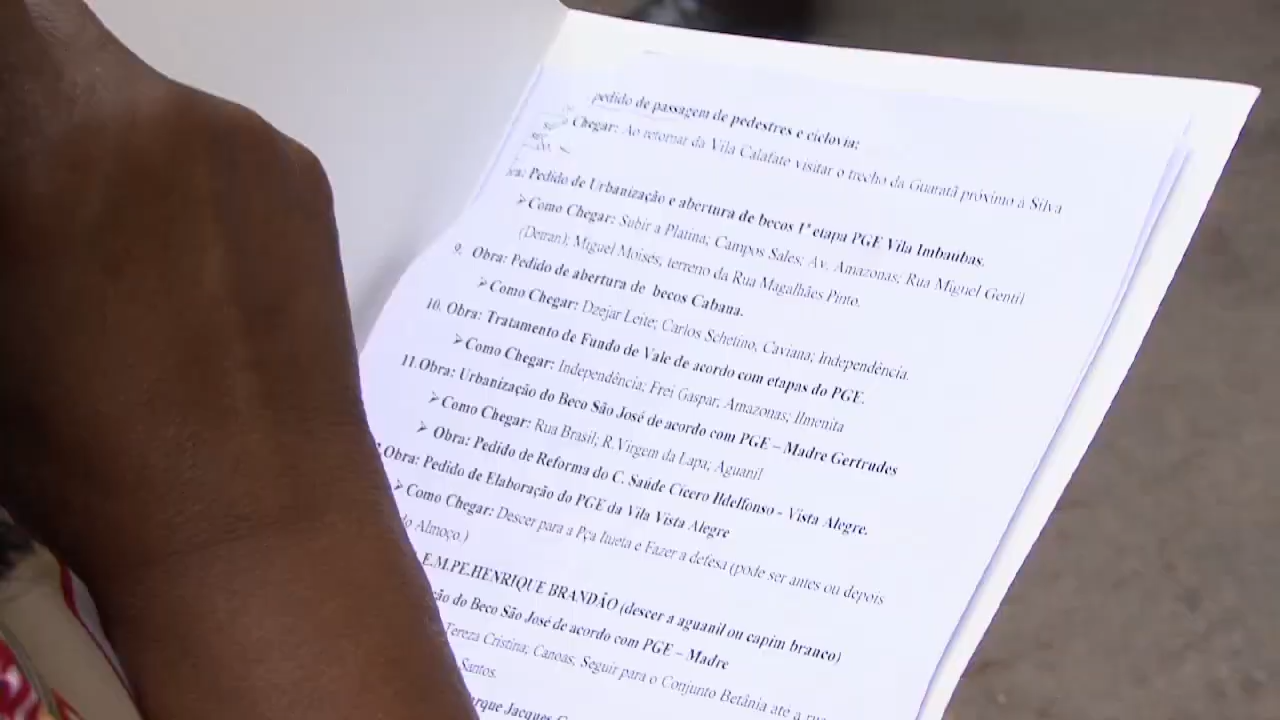 pedido de passagem de pedestres e ciclovia;
Chegar: Ao retornar da Vila Calafate visitar o trecho da Guaratã próximo à Silva
Pedido de Urbanização e abertura de becos 1ª etapa PGE Vila Imbaúbas.
➢Como Chegar: Subir a Platina; Campos Sales; Av. Amazonas; Rua Miguel Gentil
(Detran); Miguel Moisés, terreno da Rua Magalhães Pinto.
9. Obra: Pedido de abertura de becos Cabana.
➢Como Chegar: Dzejar Leite; Carlos Schetino, Caviana; Independência.
10. Obra: Tratamento de Fundo de Vale de acordo com etapas do PGE.
➢Como Chegar: Independência; Frei Gaspar, Amazonas; Ilmenita
11.Obra: Urbanização do Beco São José de acordo com PGE – Madre Gertrudes
➢Como Chegar: Rua Brasil; R.Virgem da Lapa; Aguanil
➢ Obra: Pedido de Reforma do C. Saúde Cícero Ildelfonso - Vista Alegre.
Obra: Pedido de Elaboração do PGE da Vila Vista Alegre
➢Como Chegar: Descer para a Pça Itueta e Fazer a defesa (pode ser antes ou depois
do Almoço.)
E.M.PE.HENRIQUE BRANDÃO (descer a aguanil ou capim branco)
do Beco São José de acordo com PGE – Madre
Tereza Cristina; Canoas, Seguir para o Conjunto Betânia até a
Santos.
Jacques